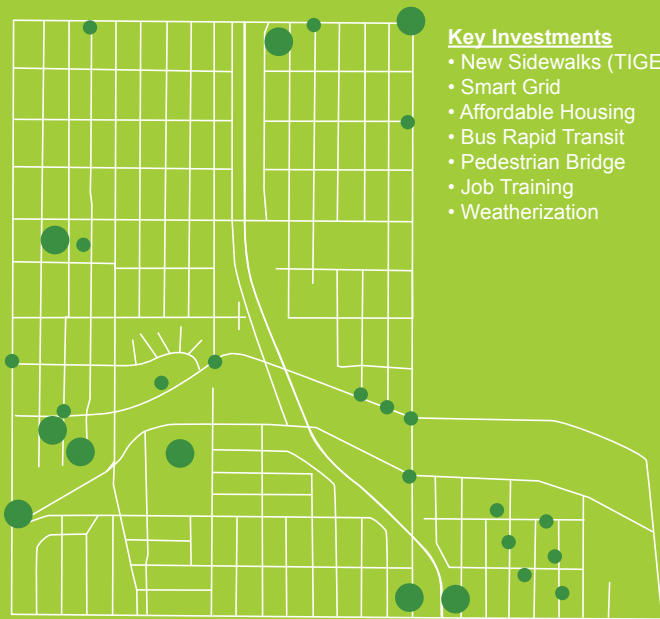 Key Investments
• New Sidewalks (TIGE
• Smart Grid
• Affordable Housing
• Bus Rapid Transit
• Pedestrian Bridge
• Job Training
• Weatherization